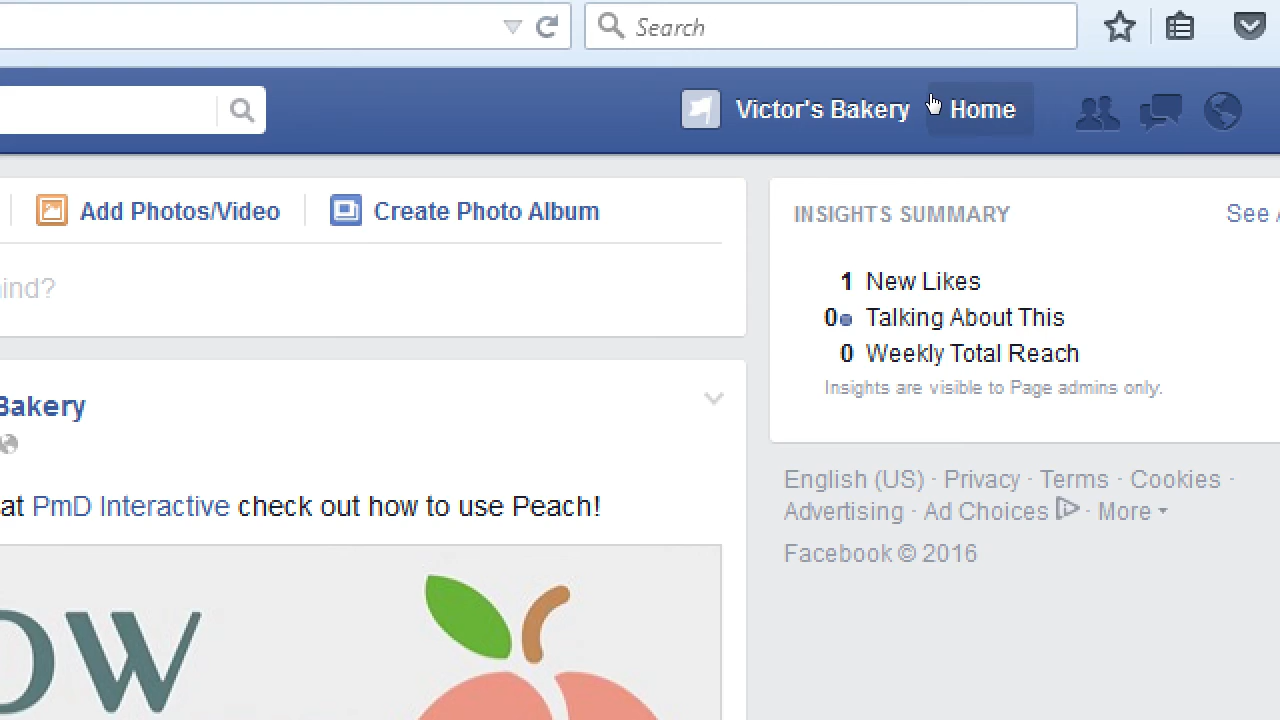 Search
Victor's Bakery Home
Add Photos/Video Create Photo Album
INSIGHTS SUMMARY See
ind?
1 New Likes
0 Talking About This
0 Weekly Total Reach
Insights are visible to Page admins only.
Bakery
English (US) · Privacy · Terms · Cookies ·
Advertising · Ad Choices · More
at PmD Interactive check out how to use Peach!
Facebook © 2016
OW